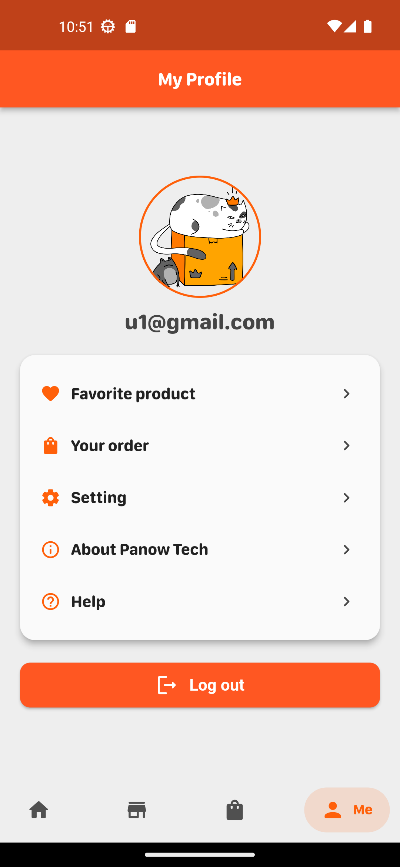 10:51
My Profile
u1@gmail.com
Favorite product
Your order
Setting
About Panow Tech
Help
Log out
Me